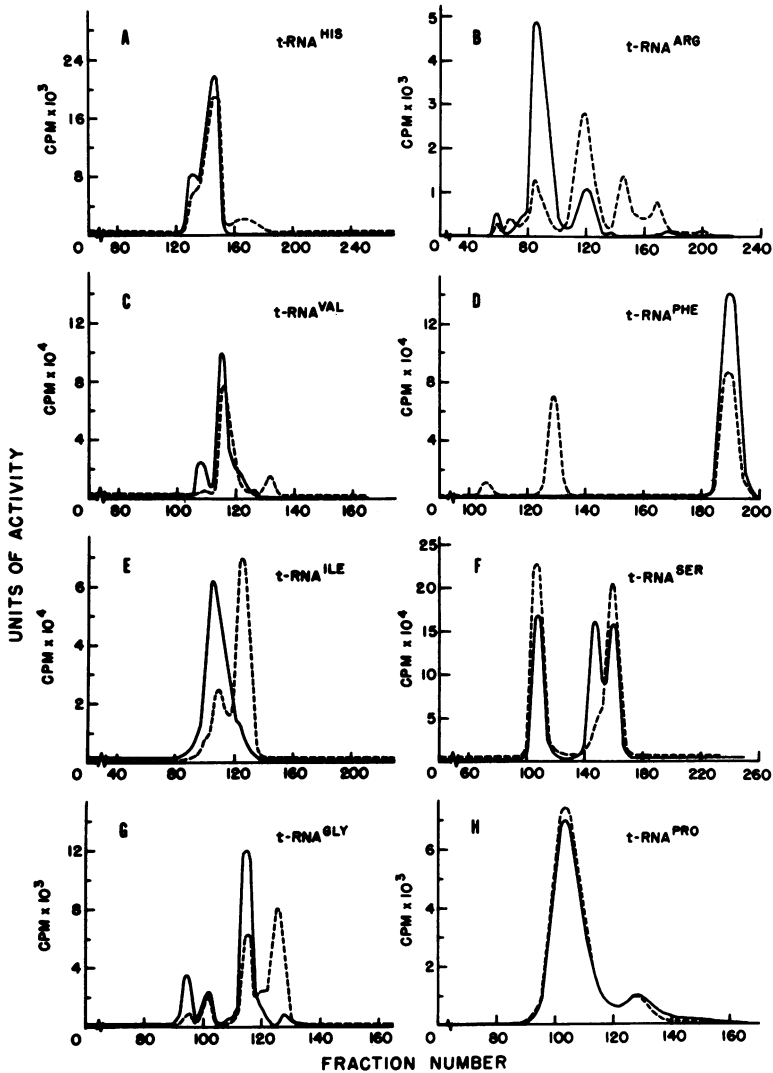 A
t-RNA^HIS
CPM x 10^3
24
16
8
0 80 120 160 200 240
B
t-RNA^ARG
CPM x 10^3
5
4
3
2
1
0 40 80 120 160 200 240
C
t-RNA^VAL
CPM x 10^4
12
8
4
0 80 100 120 140 160
D
t-RNA^PHE
CPM x 10^4
12
8
4
0 100 120 140 160 180 200
UNITS OF ACTIVITY
E
t-RNA^ILE
CPM x 10^4
6
4
2
0 40 80 120 160 200
F
t-RNA^SER
CPM x 10^4
25
20
15
10
5
0 60 100 140 180 220 260
G
t-RNA^GLY
CPM x 10^3
12
8
4
0 60 80 100 120 140 160
H
t-RNA^PRO
CPM x 10^3
6
4
2
0 80 100 120 140 160
FRACTION NUMBER